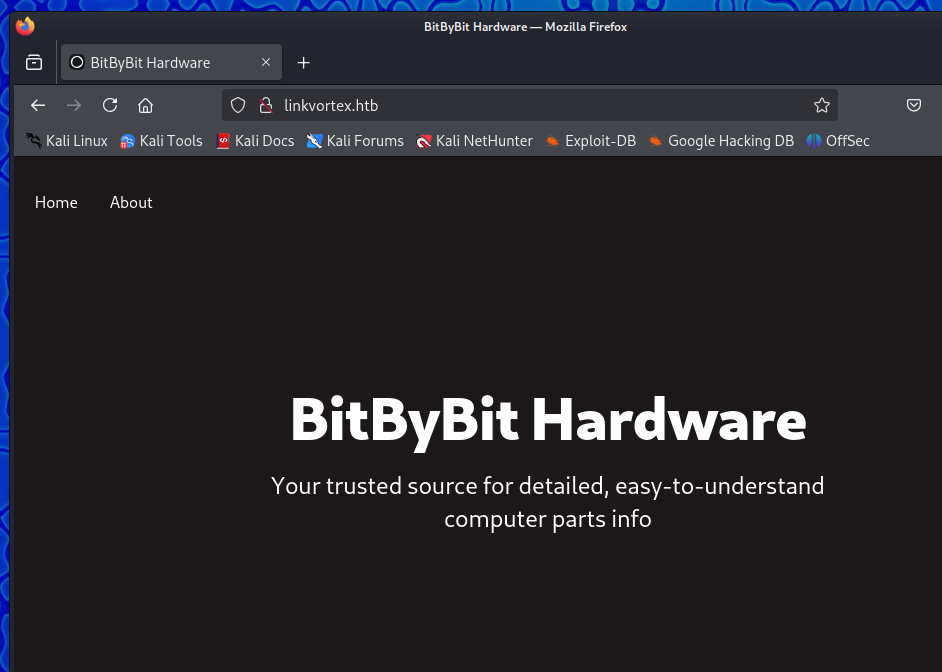 BitByBit Hardware — Mozilla Firefox
BitByBit Hardware
linkvortex.htb
Kali Linux Kali Tools Kali Docs Kali Forums Kali NetHunter Exploit-DB Google Hacking DB OffSec
Home About
BitByBit Hardware
Your trusted source for detailed, easy-to-understand
computer parts info